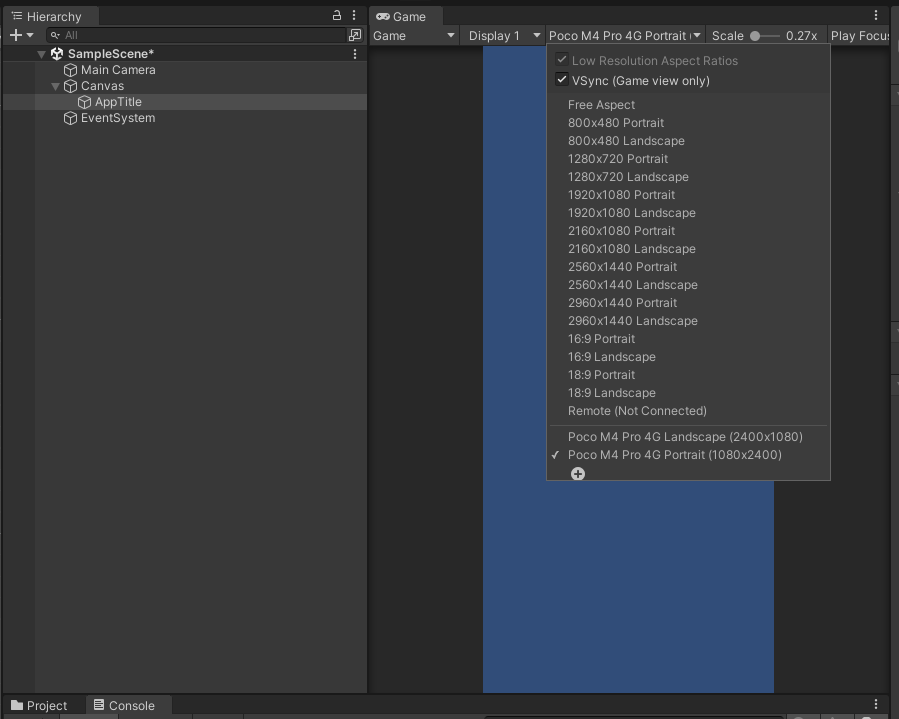 Hierarchy
All
SampleScene*
Main Camera
Canvas
AppTitle
EventSystem
Game
Game Display 1 Poco M4 Pro 4G Portrait Scale 0.27x Play Focus
Low Resolution Aspect Ratios
VSync (Game view only)
Free Aspect
800x480 Portrait
800x480 Landscape
1280x720 Portrait
1280x720 Landscape
1920x1080 Portrait
1920x1080 Landscape
2160x1080 Portrait
2160x1080 Landscape
2560x1440 Portrait
2560x1440 Landscape
2960x1440 Portrait
2960x1440 Landscape
16:9 Portrait
16:9 Landscape
18:9 Portrait
18:9 Landscape
Remote (Not Connected)
Poco M4 Pro 4G Landscape (2400x1080)
Poco M4 Pro 4G Portrait (1080x2400)
Project Console